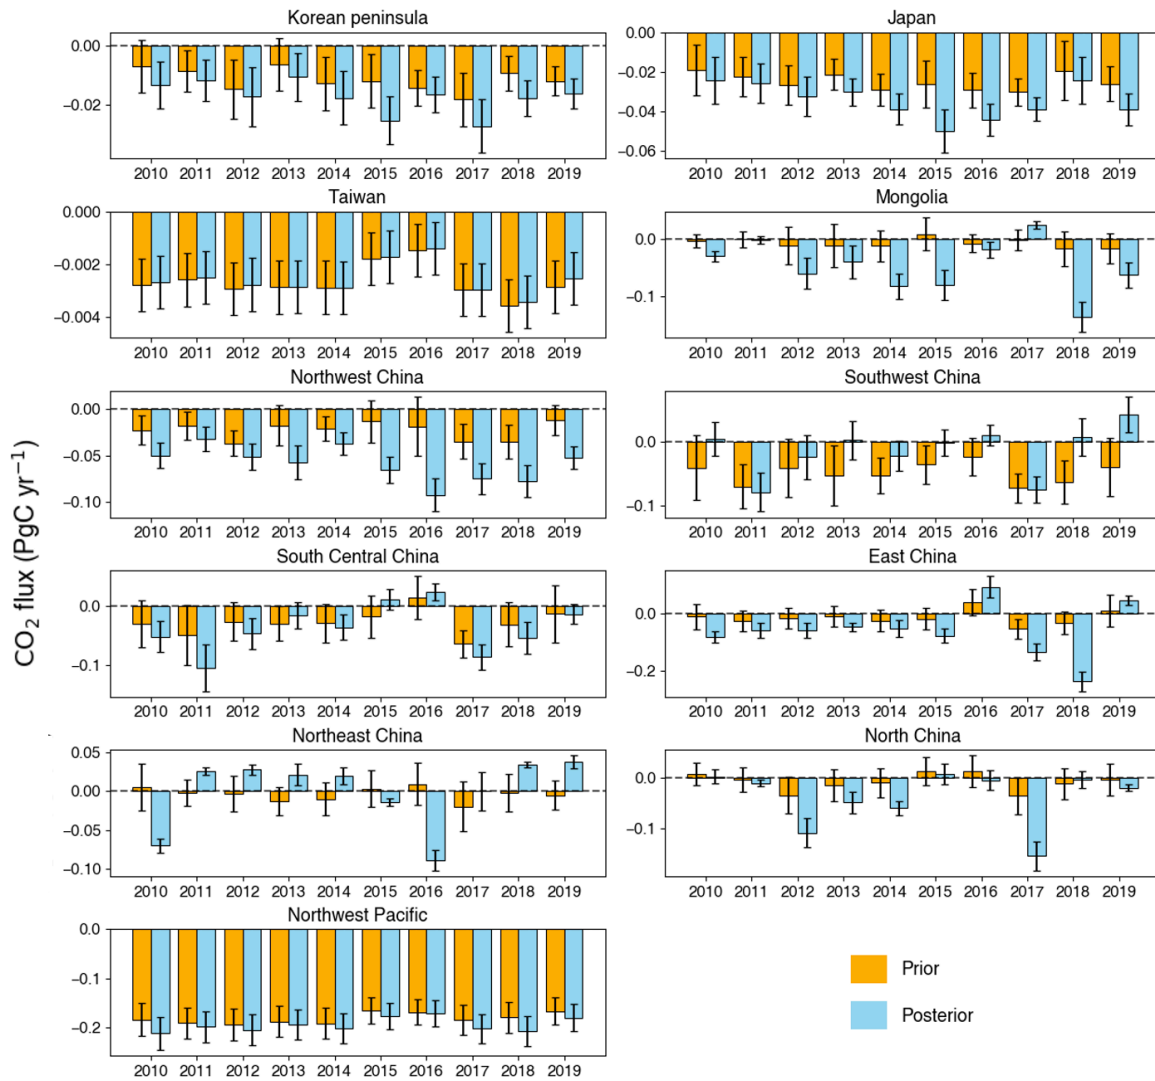 Korean peninsula
0.00
−0.02
2010 2011 2012 2013 2014 2015 2016 2017 2018 2019
Japan
0.00
−0.02
−0.04
−0.06
2010 2011 2012 2013 2014 2015 2016 2017 2018 2019
Taiwan
0.000
−0.002
−0.004
2010 2011 2012 2013 2014 2015 2016 2017 2018 2019
Mongolia
0.0
−0.1
2010 2011 2012 2013 2014 2015 2016 2017 2018 2019
Northwest China
0.00
−0.05
−0.10
2010 2011 2012 2013 2014 2015 2016 2017 2018 2019
Southwest China
0.0
−0.1
2010 2011 2012 2013 2014 2015 2016 2017 2018 2019
CO₂ flux (PgC yr⁻¹)
South Central China
0.0
−0.1
2010 2011 2012 2013 2014 2015 2016 2017 2018 2019
East China
0.0
−0.2
2010 2011 2012 2013 2014 2015 2016 2017 2018 2019
Northeast China
0.05
0.00
−0.05
−0.10
2010 2011 2012 2013 2014 2015 2016 2017 2018 2019
North China
0.0
−0.1
2010 2011 2012 2013 2014 2015 2016 2017 2018 2019
Northwest Pacific
0.0
−0.1
−0.2
2010 2011 2012 2013 2014 2015 2016 2017 2018 2019
Prior
Posterior